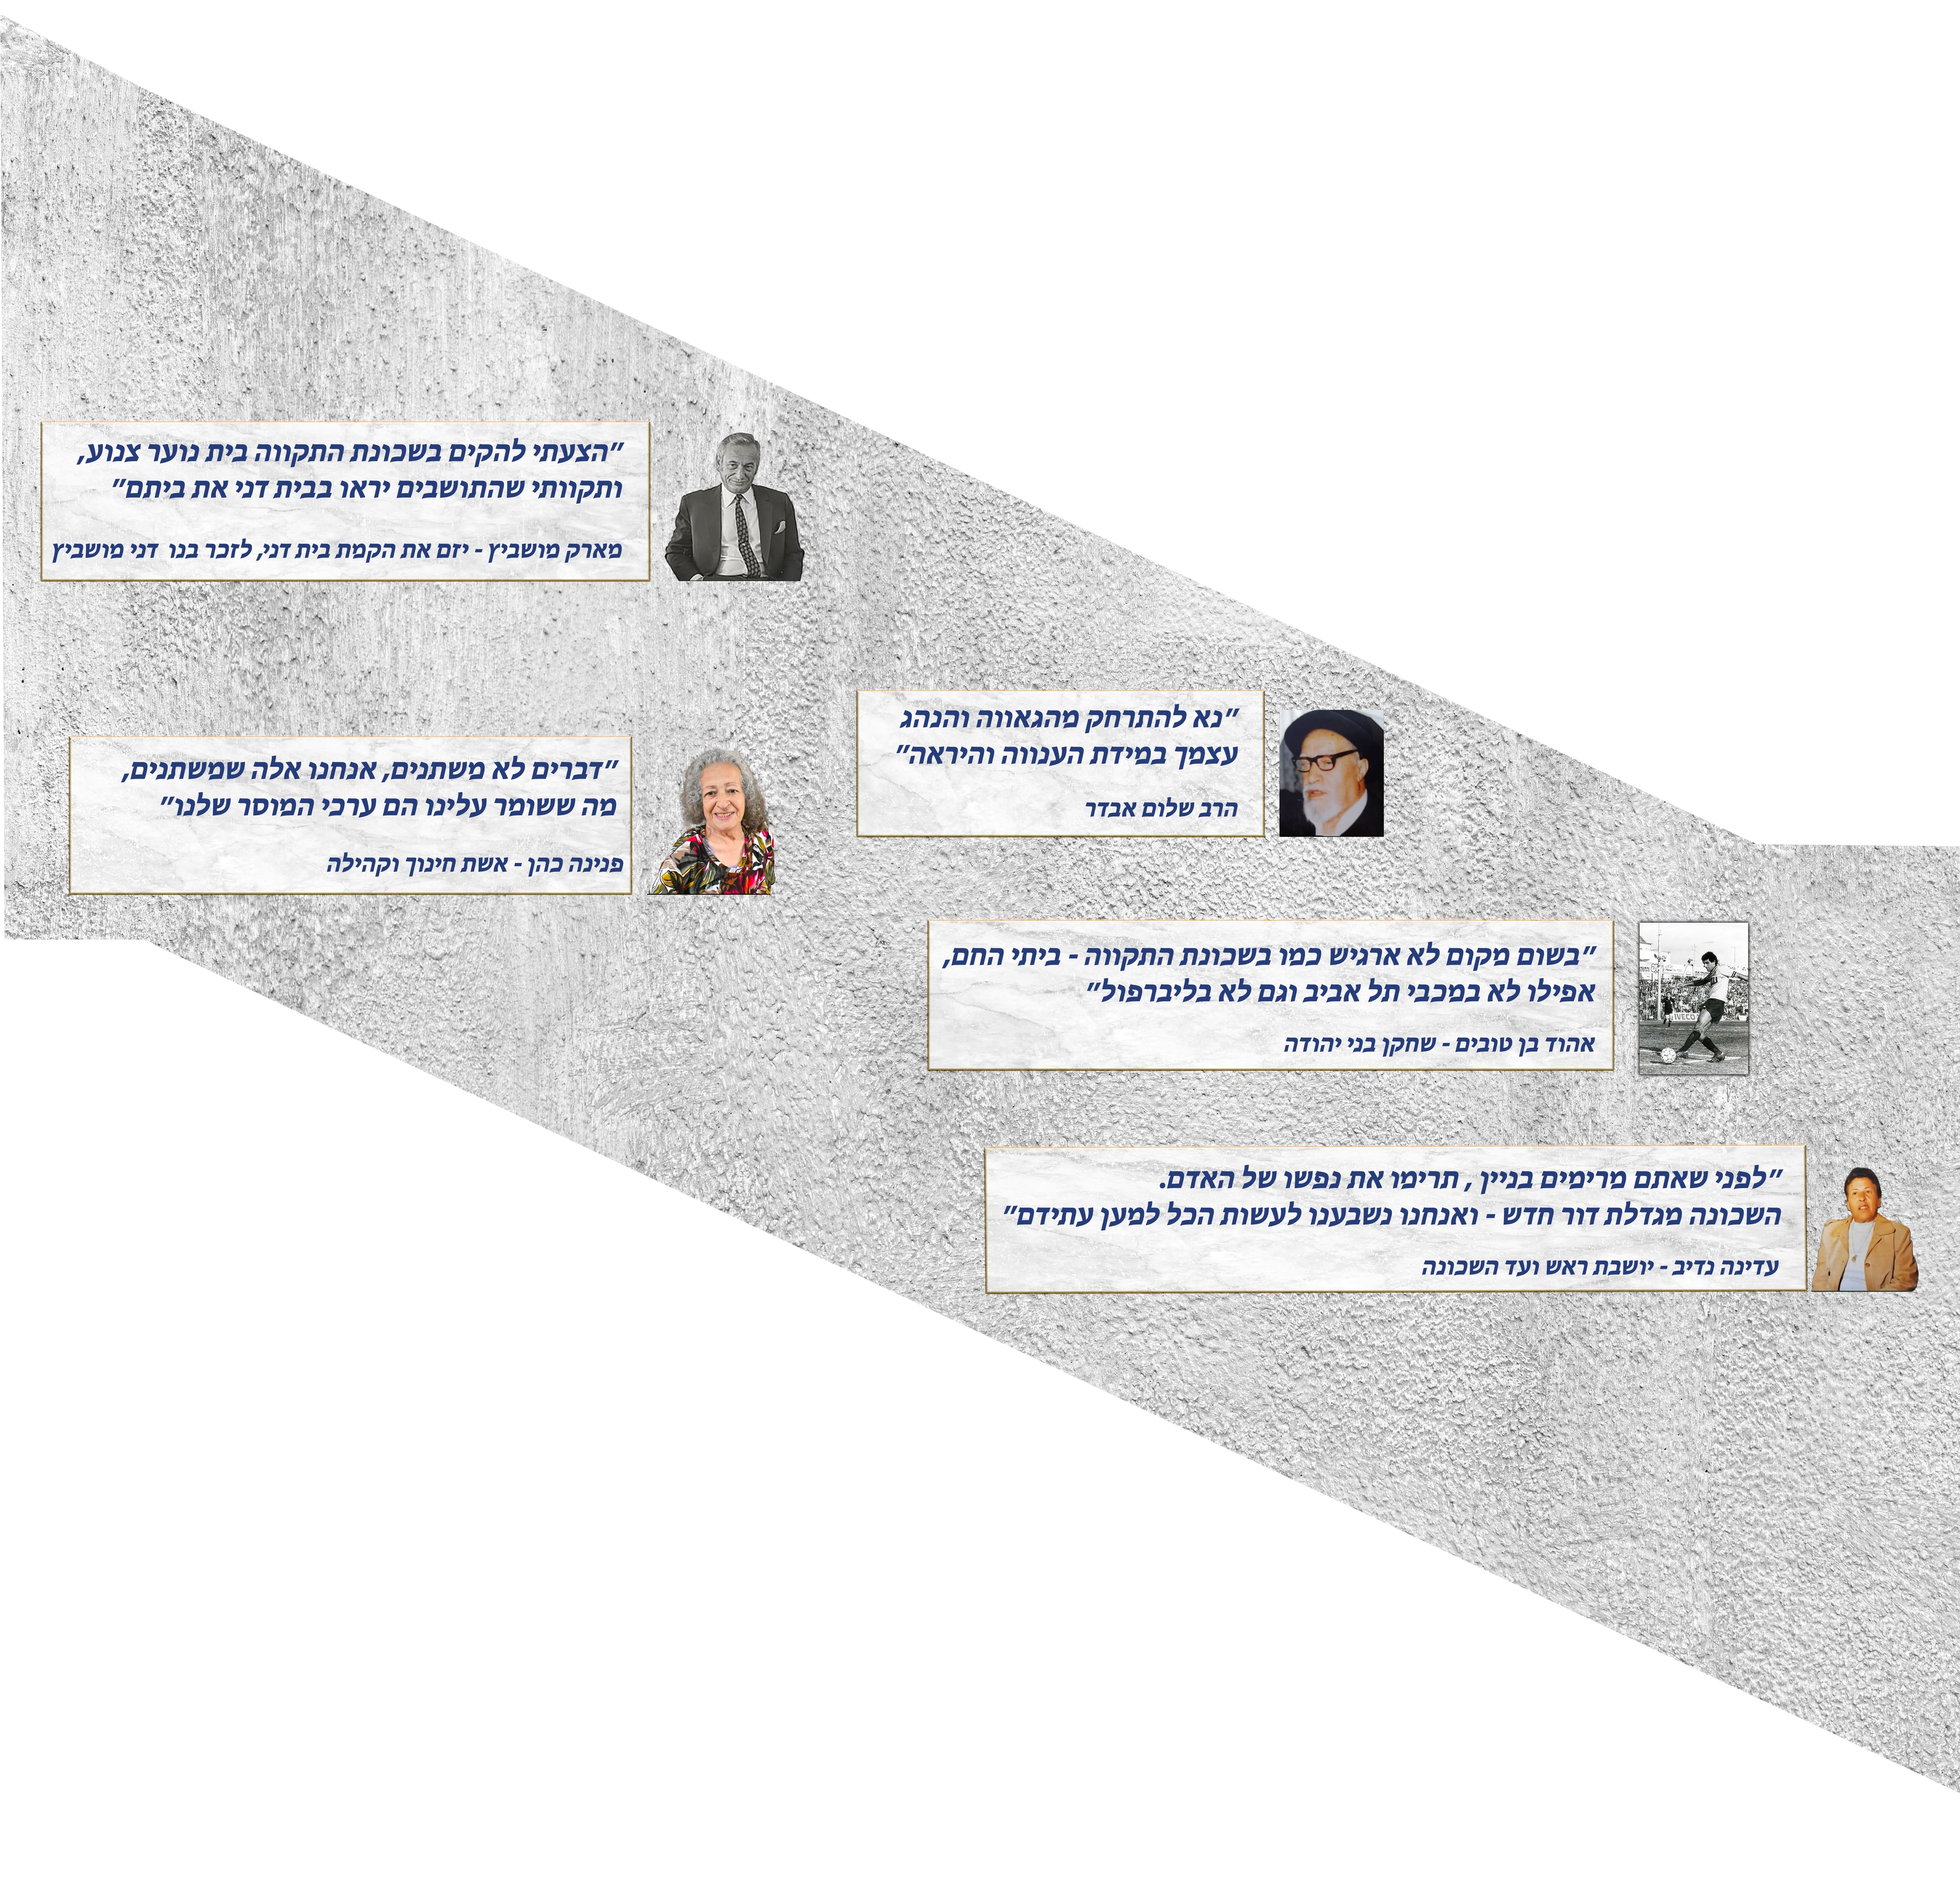 "הצעתי להקים בשכונת התקווה בית נוער צנוע,
ותקוותי שהתושבים יראו בבית דני את ביתם"
מארק מושביץ - יזם את הקמת בית דני, לזכר בנו דני מושביץ
"דברים לא משתנים, אנחנו אלה שמשתנים,
מה ששומר עלינו הם ערכי המוסר שלנו"
פנינה כהן - אשת חינוך וקהילה
"נא להתרחק מהגאווה והנהג
עצמך במידת הענווה והיראה"
הרב שלום אבדר
"בשום מקום לא ארגיש כמו בשכונת התקווה - ביתי החם,
אפילו לא במכבי תל אביב וגם לא בליברפול"
אהוד בן טובים - שחקן בני יהודה
IVECO
"לפני שאתם מרימים בניין , תרימו את נפשו של האדם.
השכונה מגדלת דור חדש - ואנחנו נשבענו לעשות הכל למען עתידם"
עדינה נדיב - יושבת ראש ועד השכונה